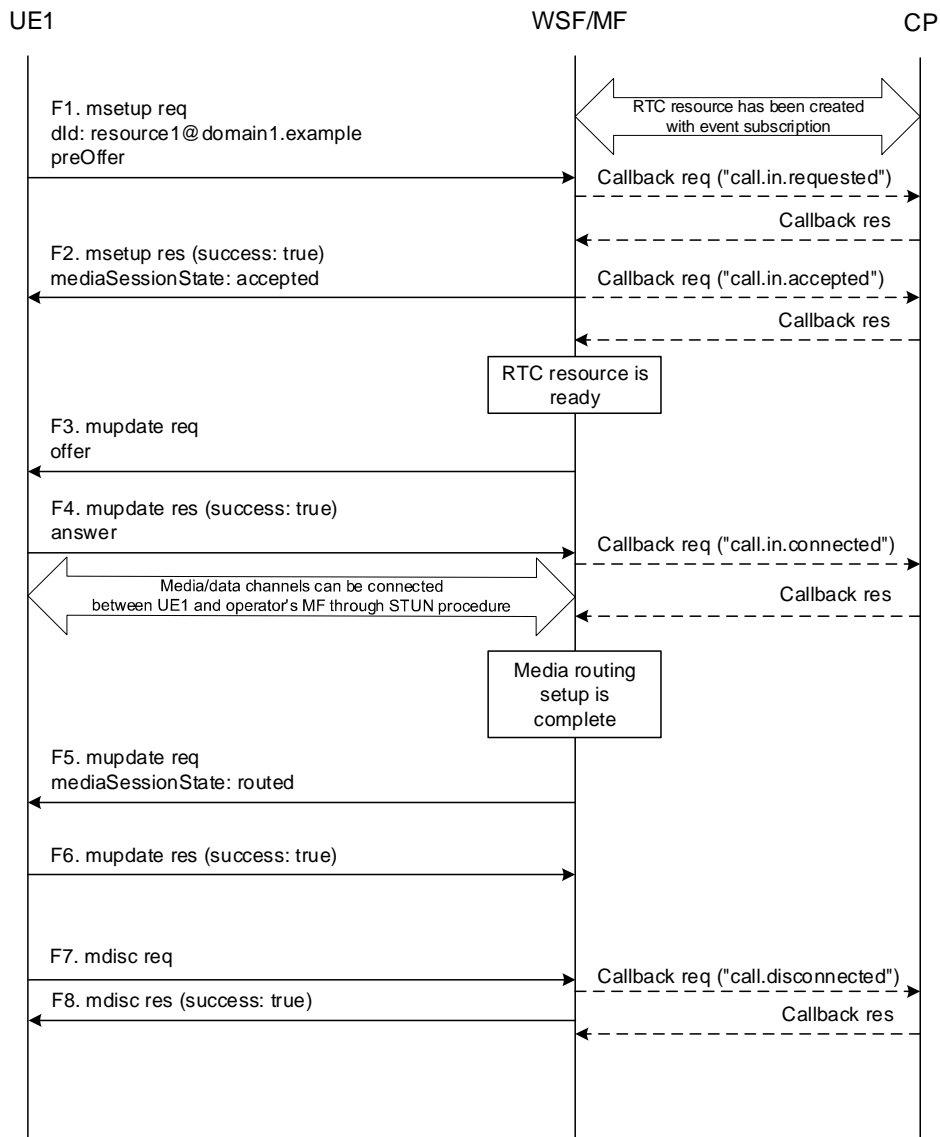 UE1
WSF/MF
CP
RTC resource has been created
with event subscription
F1. msetup req
dId: resource1@domain1.example
preOffer
Callback req ("call.in.requested")
Callback res
F2. msetup res (success: true)
mediaSessionState: accepted
Callback req ("call.in.accepted")
Callback res
RTC resource is
ready
F3. mupdate req
offer
F4. mupdate res (success: true)
answer
Callback req ("call.in.connected")
Media/data channels can be connected
between UE1 and operator's MF through STUN procedure
Callback res
Media routing
setup is
complete
F5. mupdate req
mediaSessionState: routed
F6. mupdate res (success: true)
F7. mdisc req
Callback req ("call.disconnected")
F8. mdisc res (success: true)
Callback res